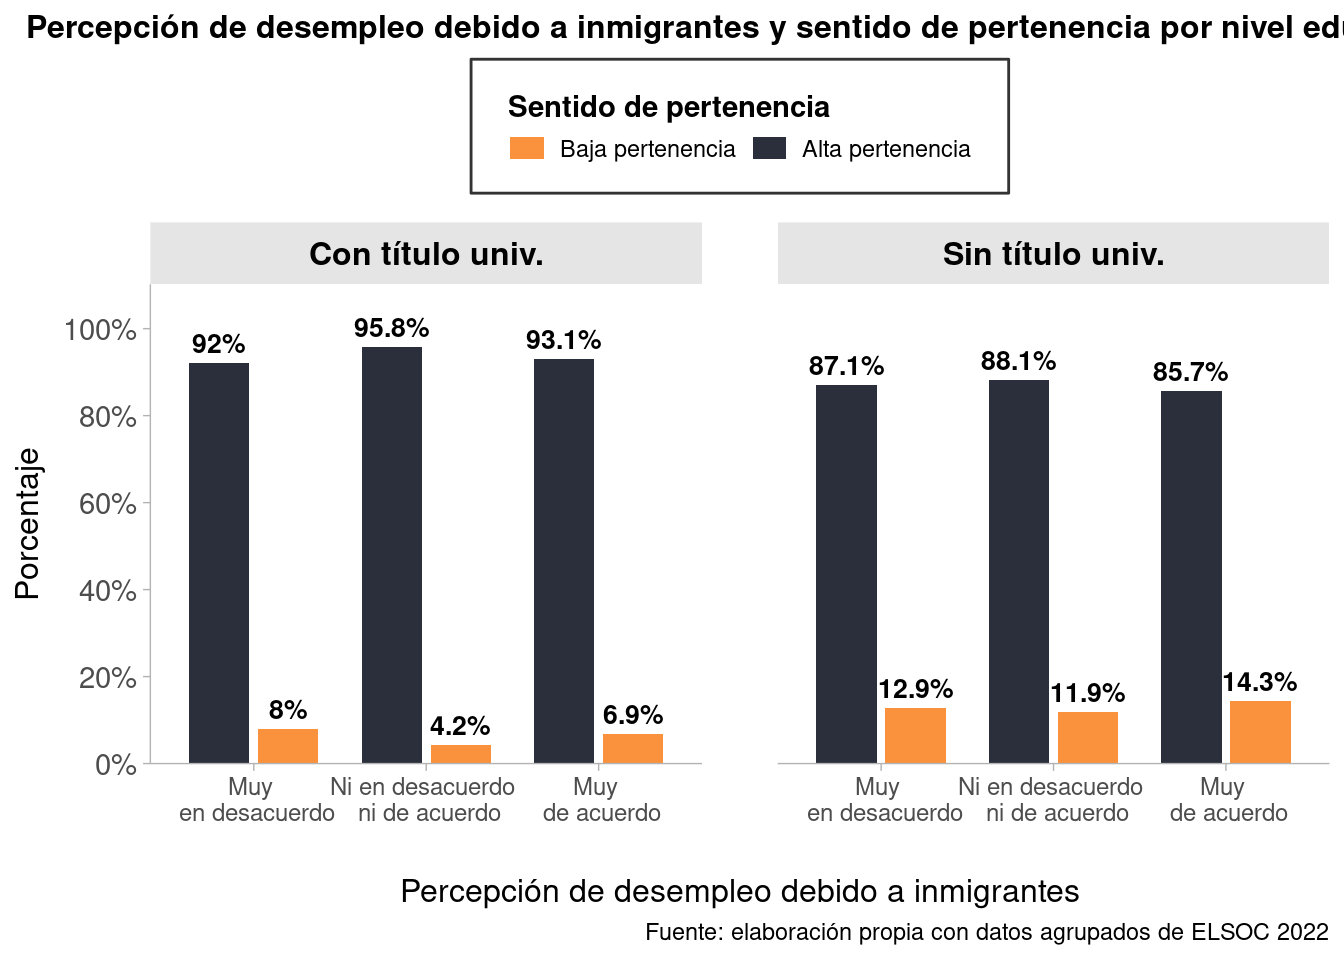 Percepción de desempleo debido a inmigrantes y sentido de pertenencia por nivel
Sentido de pertenencia
Baja pertenencia Alta pertenencia
Con título univ.
Sin título univ.
Porcentaje
100%
80%
60%
40%
20%
0%
92%
8%
95.8%
4.2%
93.1%
6.9%
87.1%
12.9%
88.1%
11.9%
85.7%
14.3%
Muy
en desacuerdo
Ni en desacuerdo
ni de acuerdo
Muy
de acuerdo
Muy
en desacuerdo
Ni en desacuerdo
ni de acuerdo
Muy
de acuerdo
Percepción de desempleo debido a inmigrantes
Fuente: elaboración propia con datos agrupados de ELSOC 2022